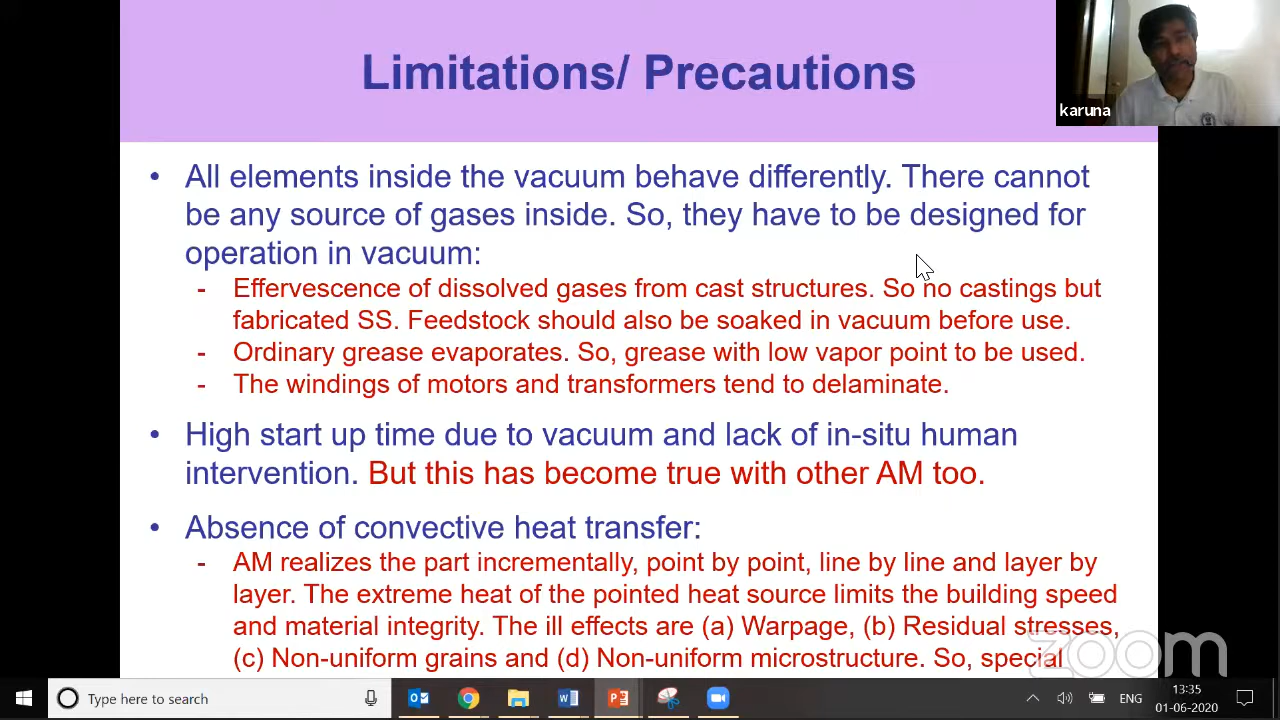 Limitations/ Precautions
karuna
• All elements inside the vacuum behave differently. There cannot
be any source of gases inside. So, they have to be designed for
operation in vacuum:
- Effervescence of dissolved gases from cast structures. So no castings but
fabricated SS. Feedstock should also be soaked in vacuum before use.
- Ordinary grease evaporates. So, grease with low vapor point to be used.
- The windings of motors and transformers tend to delaminate.
• High start up time due to vacuum and lack of in-situ human
intervention. But this has become true with other AM too.
• Absence of convective heat transfer:
- AM realizes the part incrementally, point by point, line by line and layer by
layer. The extreme heat of the pointed heat source limits the building speed
and material integrity. The ill effects are (a) Warpage, (b) Residual stresses,
(c) Non-uniform grains and (d) Non-uniform microstructure. So, special
zoom
Type here to search
ENG
13:35
01-06-2020